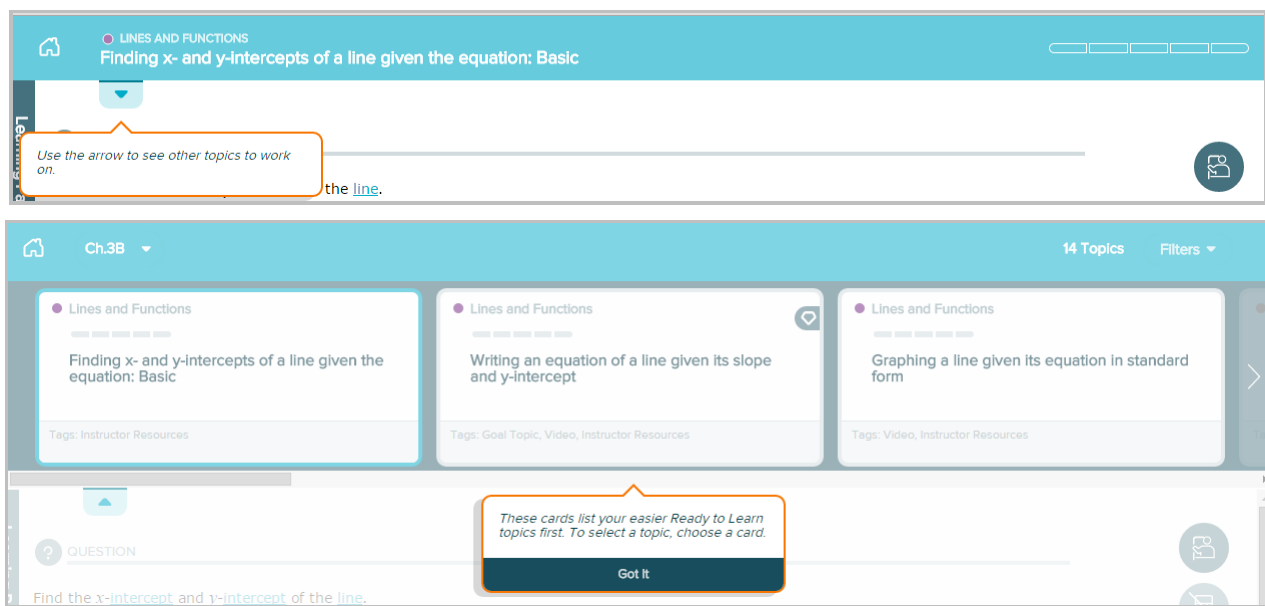 LINES AND FUNCTIONS
Finding x- and y-intercepts of a line given the equation: Basic
Use the arrow to see other topics to work
on.
the line.
Ch.3B
14 Topics
Filters
Lines and Functions
Finding x- and y-intercepts of a line given the
equation: Basic
Tags: Instructor Resources
Lines and Functions
Writing an equation of a line given its slope
and y-intercept
Tags: Goal Topic, Video, Instructor Resources
Lines and Functions
Graphing a line given its equation in standard
form
Tags: Video, Instructor Resources
These cards list your easier Ready to Learn
topics first. To select a topic, choose a card.
Got It
? QUESTION
Find the x-intercept and y-intercept of the line.